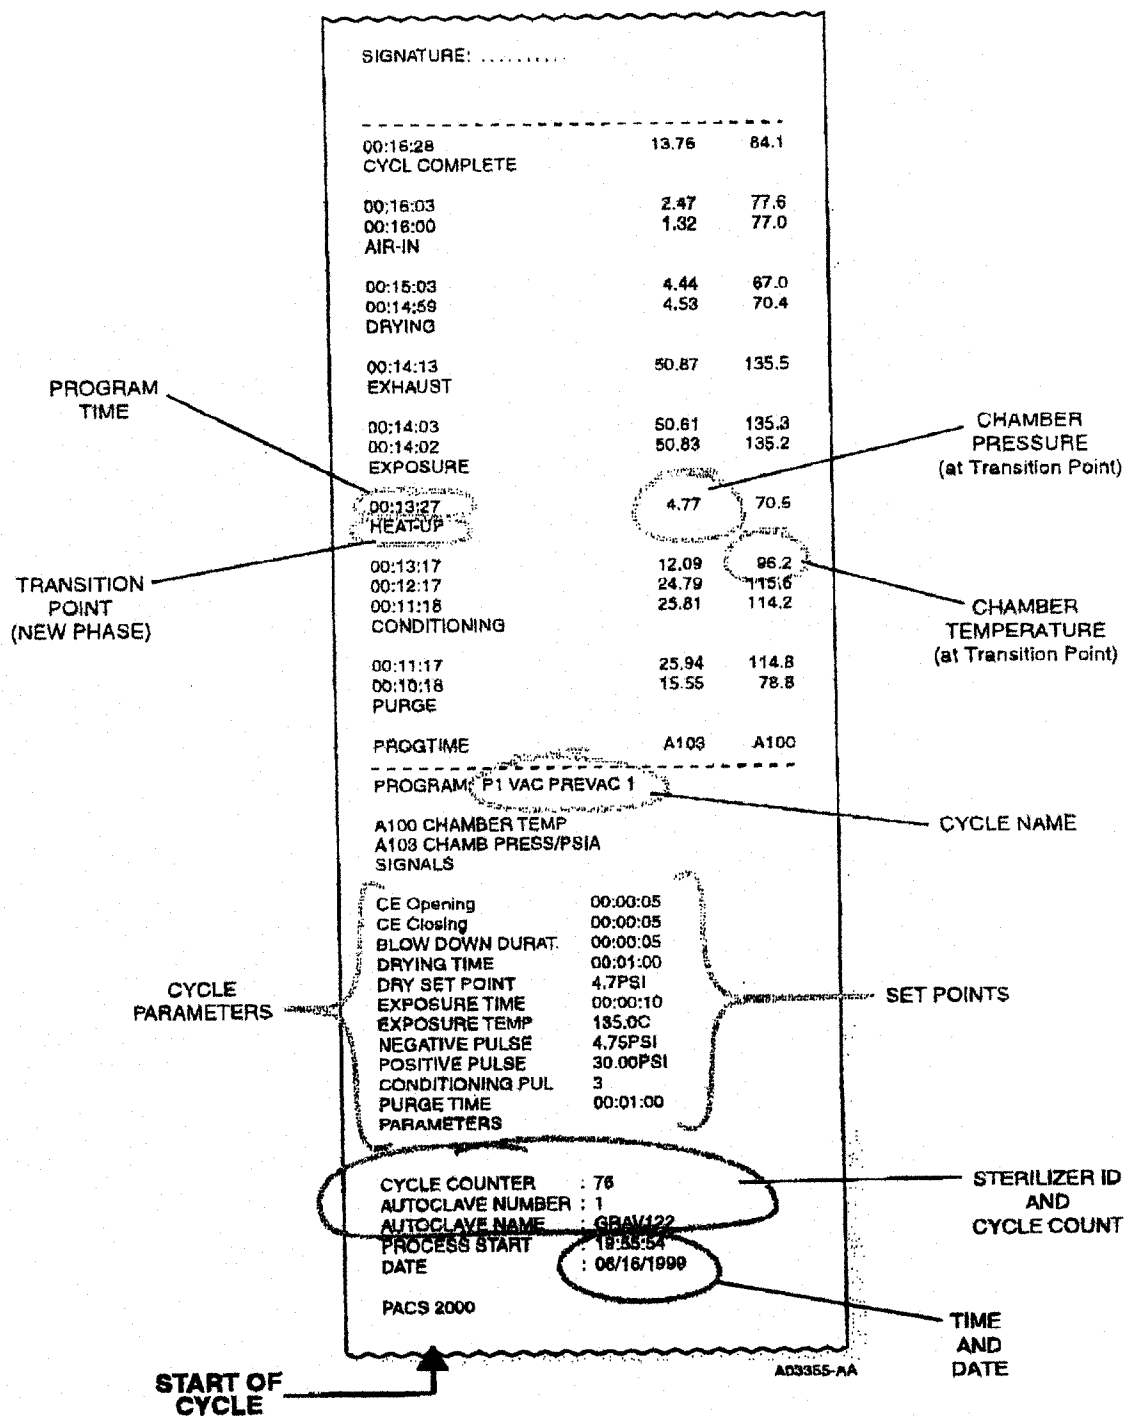 SIGNATURE: ..........
00:16:28 13.76 84.1
CYCL COMPLETE
00:16:03 2.47 77.6
00:16:00 1.32 77.0
AIR-IN
00:15:03 4.44 67.0
00:14:59 4.53 70.4
DRYING
00:14:13 50.87 135.5
EXHAUST
00:14:03 50.61 135.3
00:14:02 50.83 135.2
EXPOSURE
00:13:27 4.77 70.5
HEAT-UP
00:13:17 12.09 96.2
00:12:17 24.79 115.6
00:11:18 25.81 114.2
CONDITIONING
00:11:17 25.94 114.8
00:10:18 15.55 78.8
PURGE
PROGTIME A103 A100
PROGRAM: P1 VAC PREVAC 1
A100 CHAMBER TEMP
A103 CHAMB PRESS/PSIA
SIGNALS
CE Opening 00:00:05
CE Closing 00:00:05
BLOW DOWN DURAT. 00:00:05
DRYING TIME 00:01:00
DRY SET POINT 4.7PSI
EXPOSURE TIME 00:00:10
EXPOSURE TEMP 135.0C
NEGATIVE PULSE 4.75PSI
POSITIVE PULSE 30.00PSI
CONDITIONING PUL 3
PURGE TIME 00:01:00
PARAMETERS
CYCLE COUNTER : 76
AUTOCLAVE NUMBER : 1
AUTOCLAVE NAME : GRAV122
PROCESS START : 19:55:54
DATE : 06/16/1999
PACS 2000
PROGRAM
TIME
TRANSITION
POINT
(NEW PHASE)
CYCLE
PARAMETERS
START OF
CYCLE
CHAMBER
PRESSURE
(at Transition Point)
CHAMBER
TEMPERATURE
(at Transition Point)
CYCLE NAME
SET POINTS
STERILIZER ID
AND
CYCLE COUNT
TIME
AND
DATE
A03355-AA